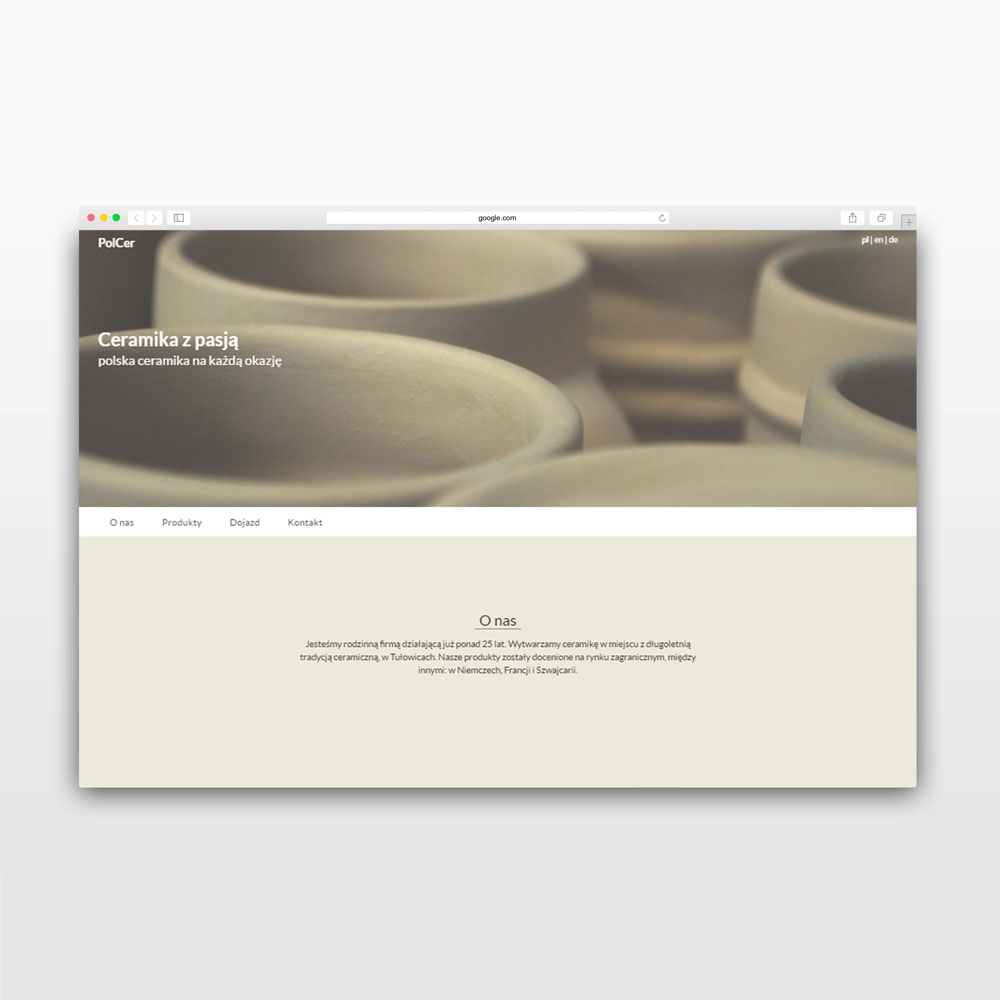 google.com
PolCer
pl | en | de
Ceramika z pasją
polska ceramika na każdą okazję
O nas Produkty Dojazd Kontakt
O nas
Jesteśmy rodzinną firmą działającą już ponad 25 lat. Wytwarzamy ceramikę w miejscu z długoletnią
tradycją ceramiczną, w Tułowicach. Nasze produkty zostały docenione na rynku zagranicznym, między
innymi: w Niemczech, Francji i Szwajcarii.